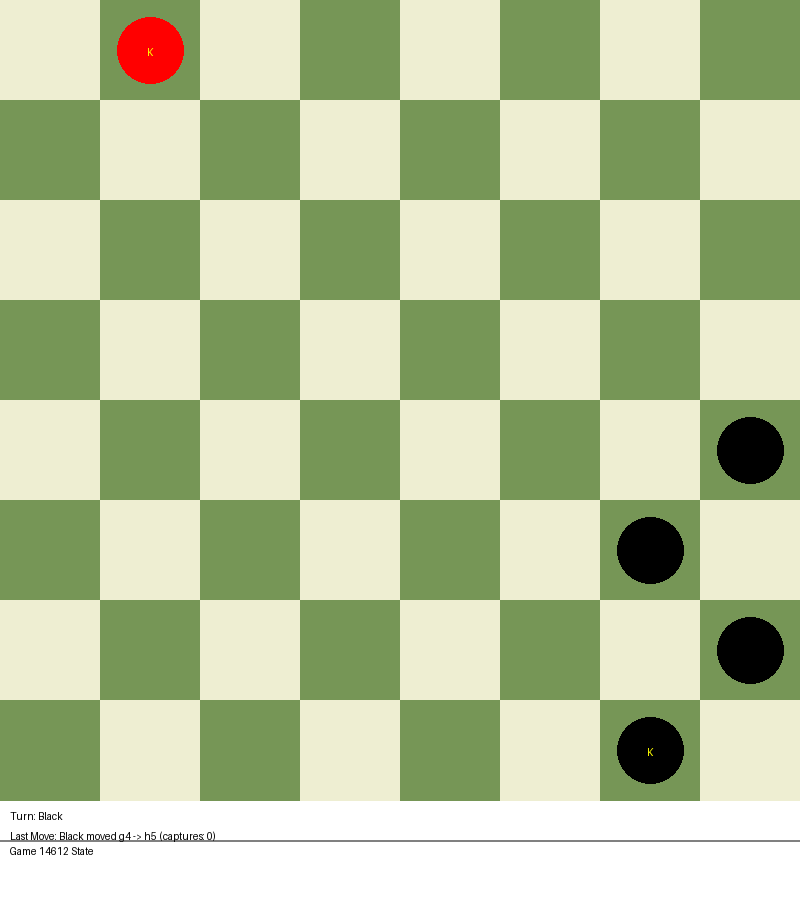 K
K
Turn: Black
Last Move: Black moved g4 -> h5 (captures: 0)
Game 14612 State